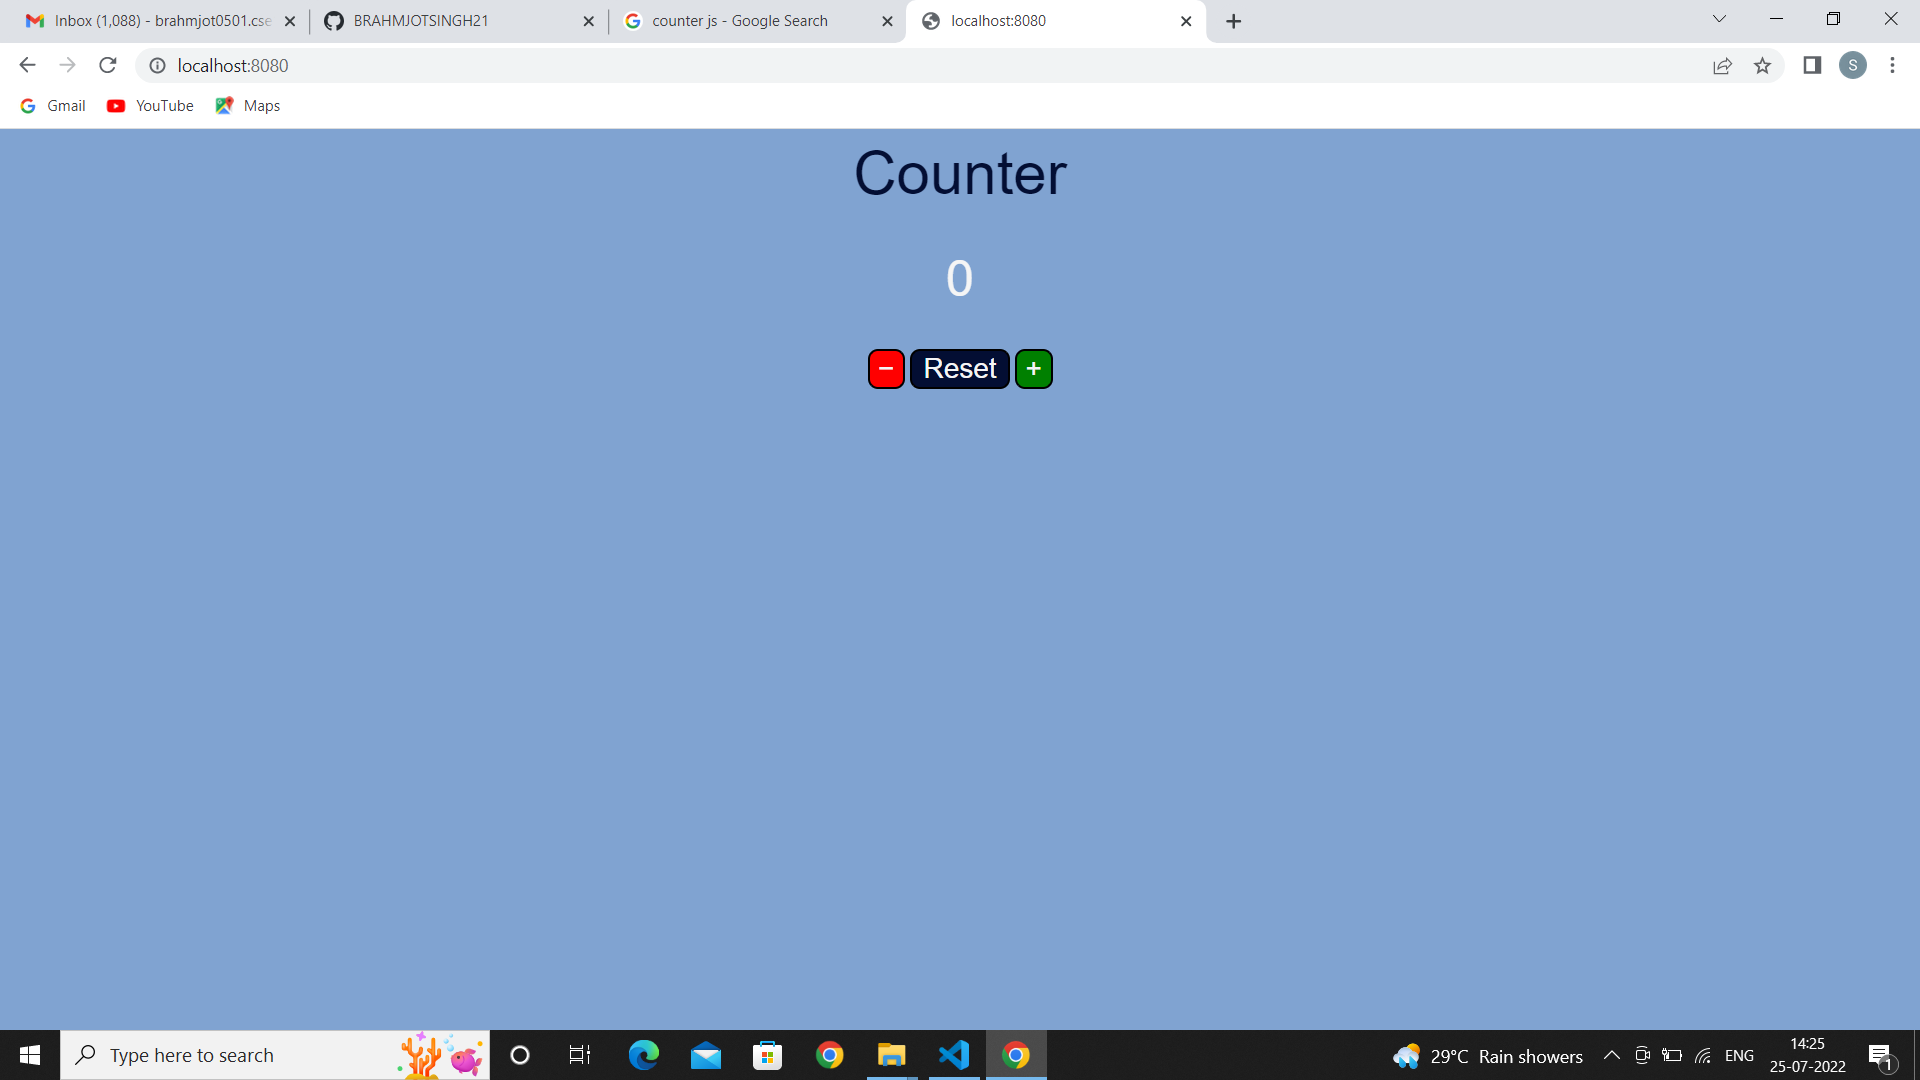 Inbox (1,088) - brahmjot0501.cse
BRAHMJOTSINGH21
counter js - Google Search
localhost:8080
localhost:8080
S
Gmail
YouTube
Maps
Counter
0
− Reset +
Type here to search
29°C Rain showers
ENG
14:25
25-07-2022
1